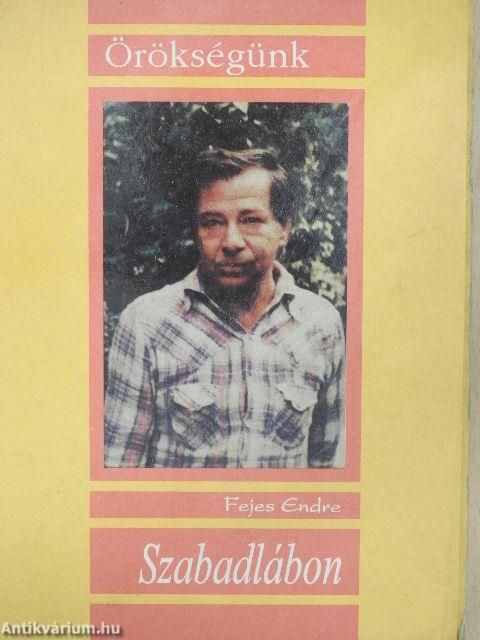 Örökségünk
Fejes Endre
Szabadlábon
Antikvárium.hu